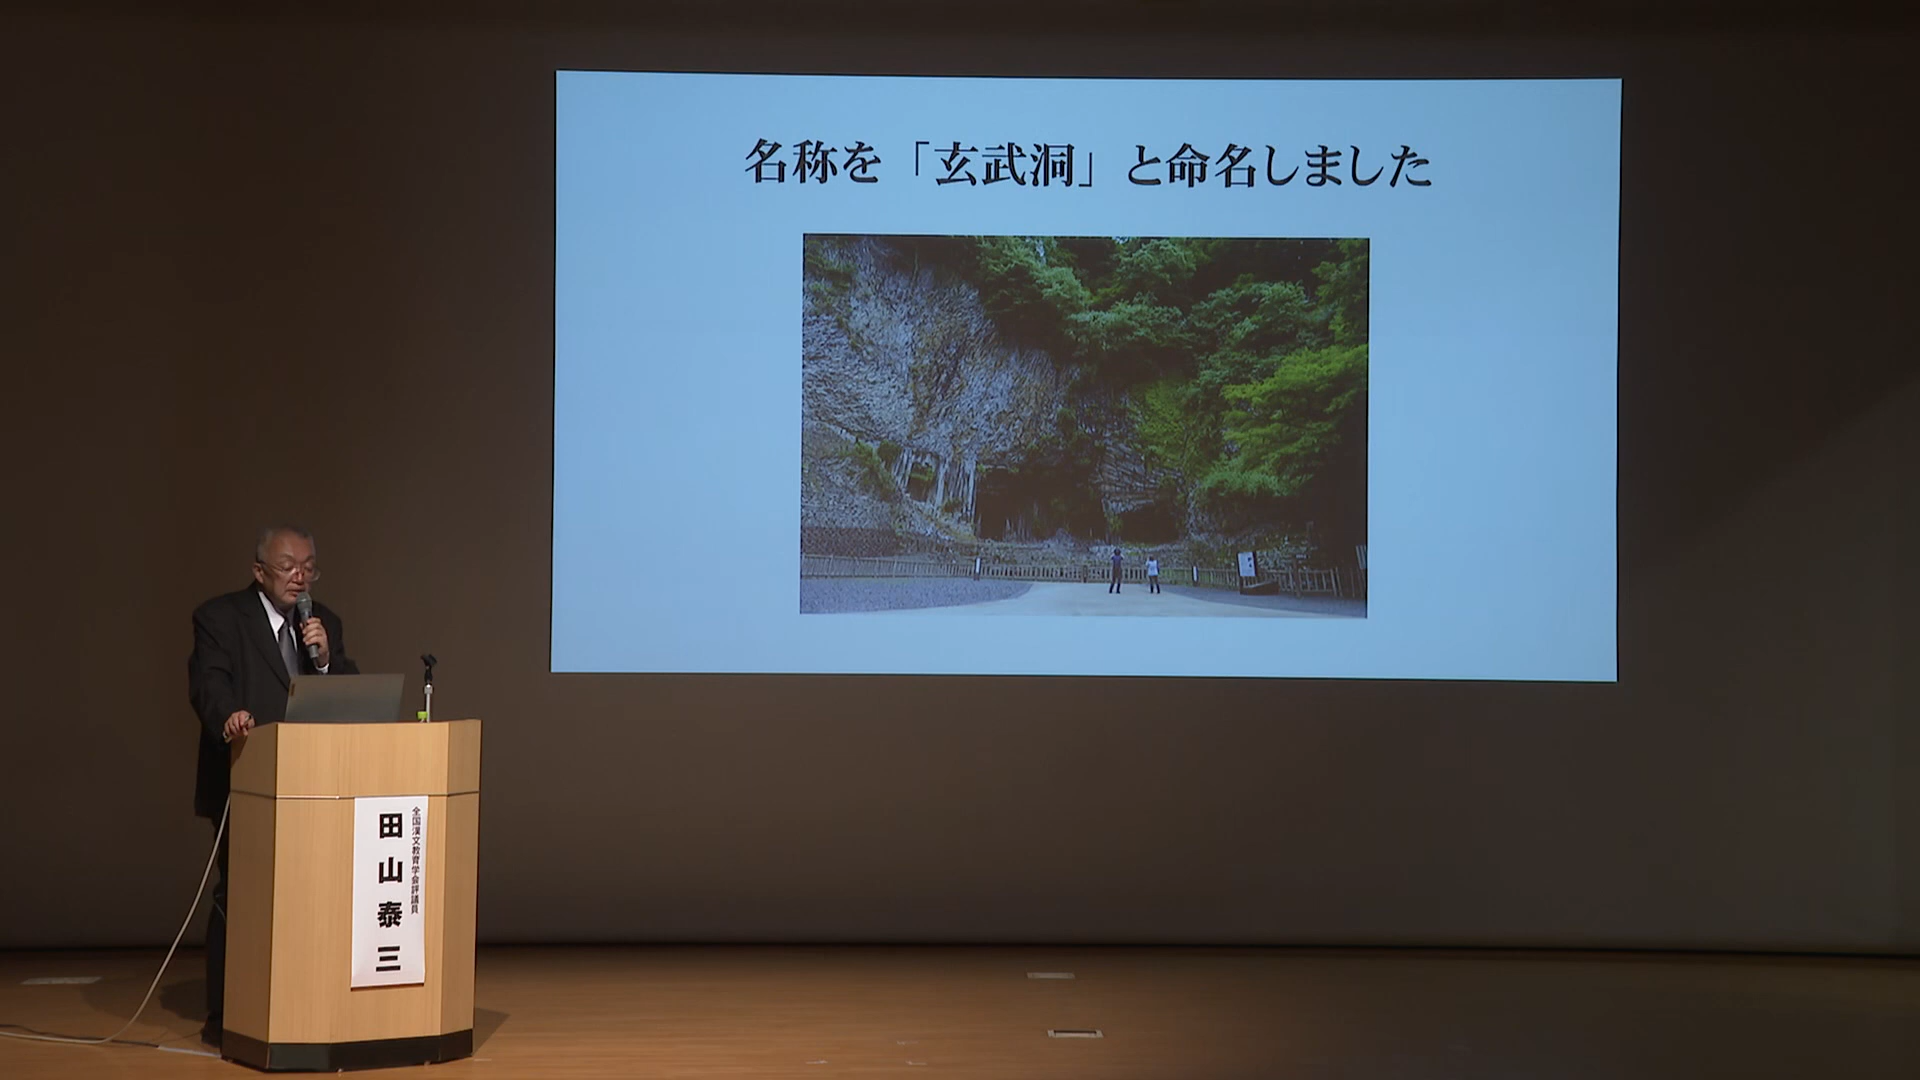 名称を「玄武洞」と命名しました
全国漢文教育学会評議員
田山泰三